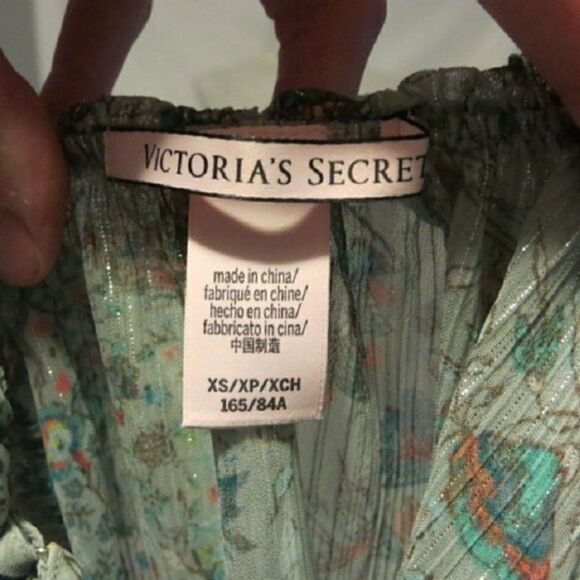 VICTORIA'S SECRET
made in china/
fabriqué en chine/
hecho en china/
fabbricato in cina/
中国制造
XS/XP/XCH
165/84A